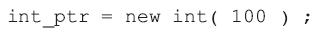 int_ptr = new int( 100 ) ;